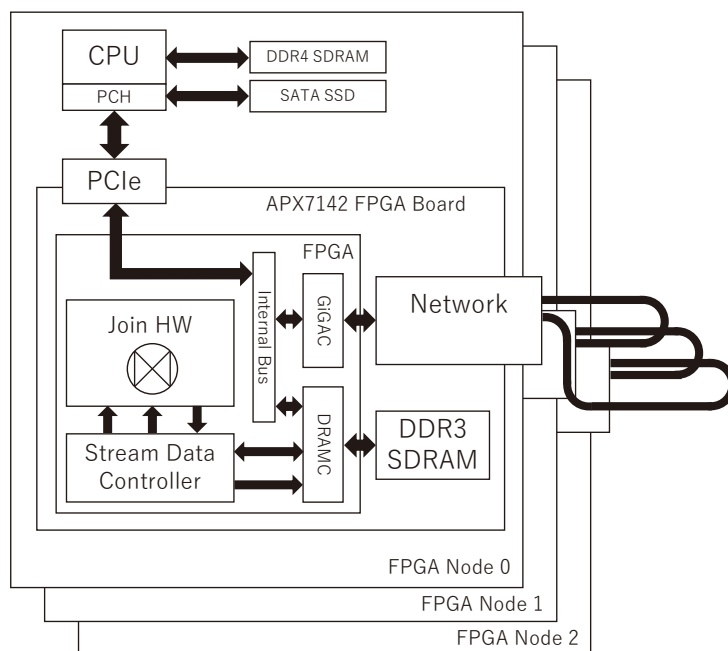 CPU
PCH
DDR4 SDRAM
SATA SSD
PCIe
APX7142 FPGA Board
FPGA
Join HW
Internal Bus
GiGAC
Network
DRAMC
DDR3
SDRAM
Stream Data
Controller
FPGA Node 0
FPGA Node 1
FPGA Node 2